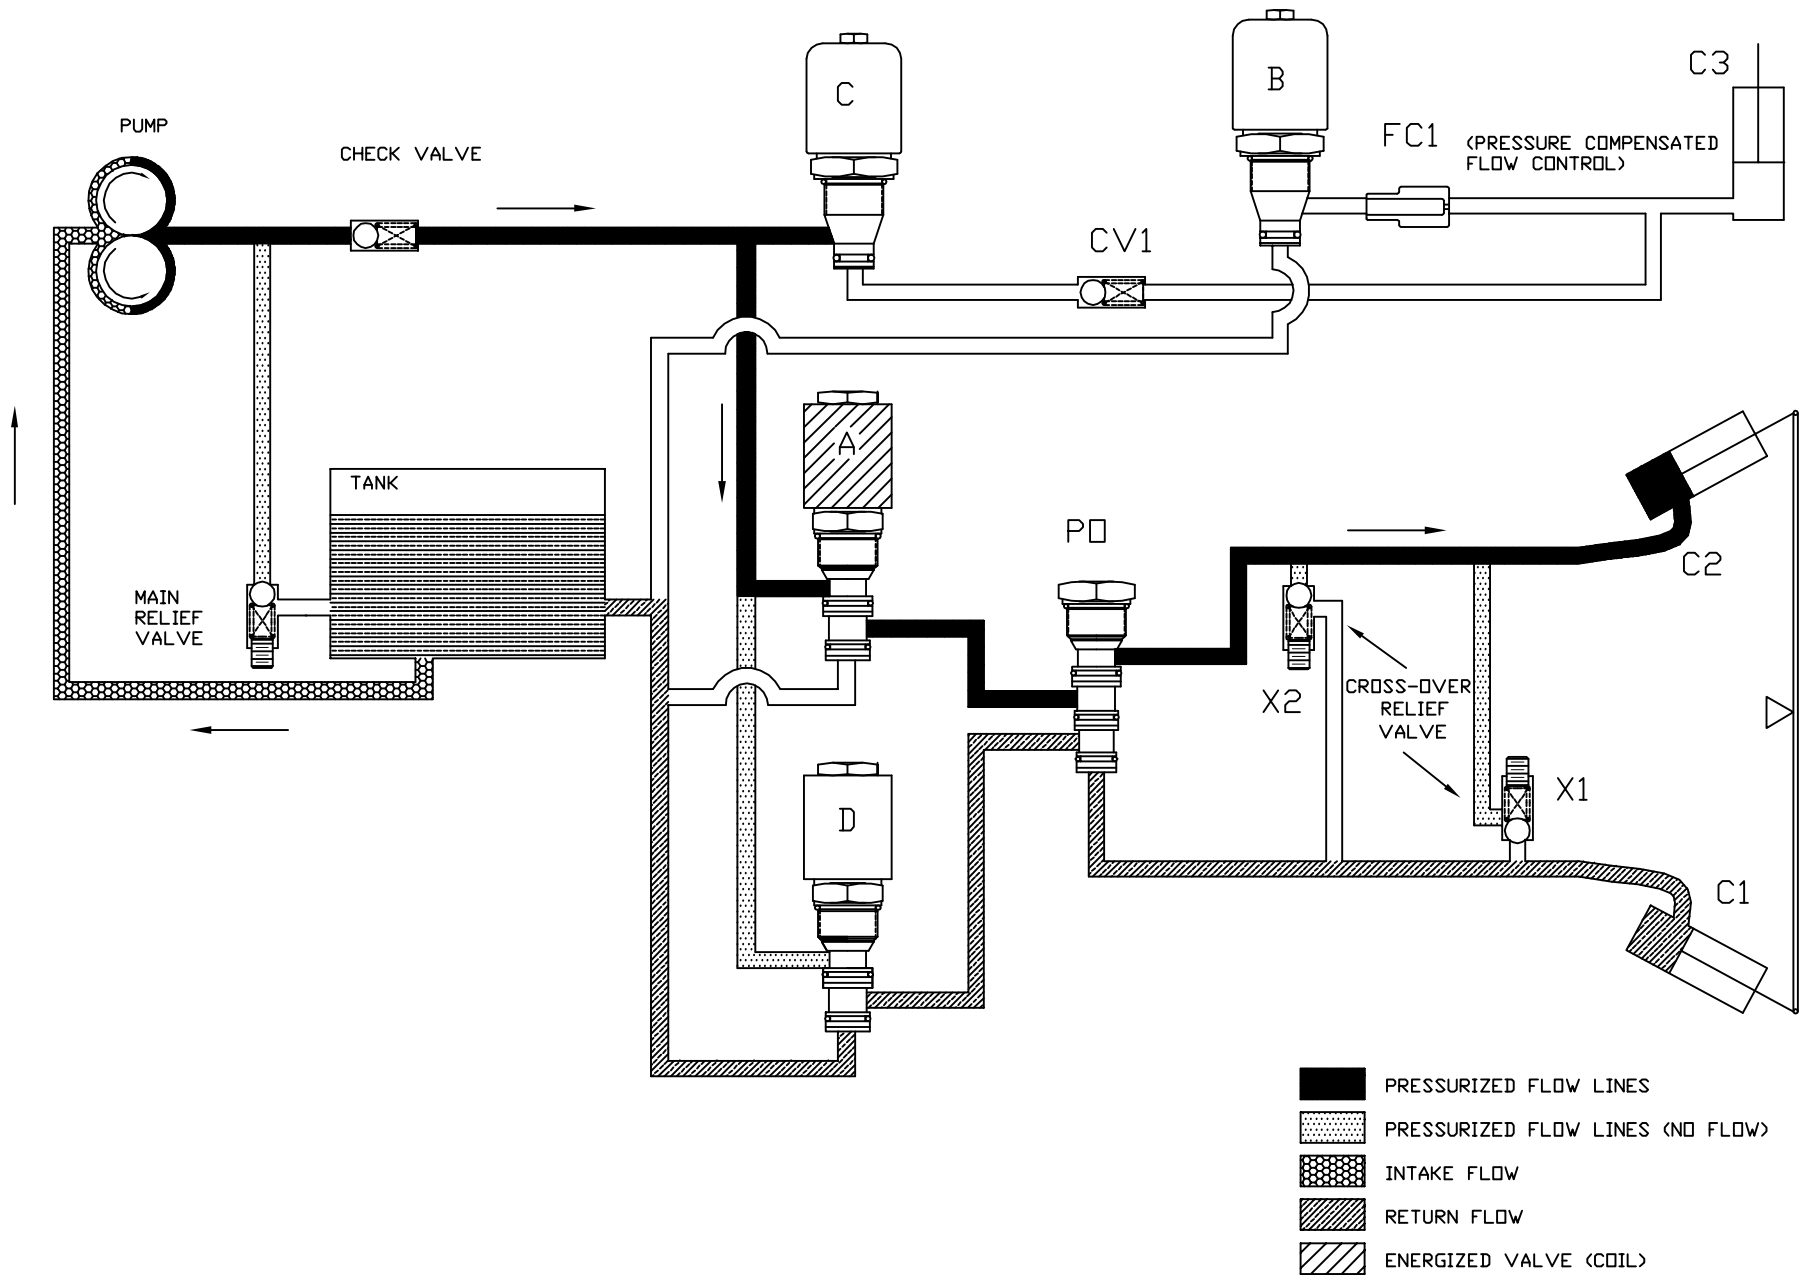 C3
B
C
PUMP
FC1
(PRESSURE COMPENSATED
FLOW CONTROL)
CHECK VALVE
CV1
A
TANK
PO
C2
MAIN
RELIEF
VALVE
X2
CROSS-OVER
RELIEF
VALVE
X1
D
C1
PRESSURIZED FLOW LINES
PRESSURIZED FLOW LINES (NO FLOW)
INTAKE FLOW
RETURN FLOW
ENERGIZED VALVE (COIL)